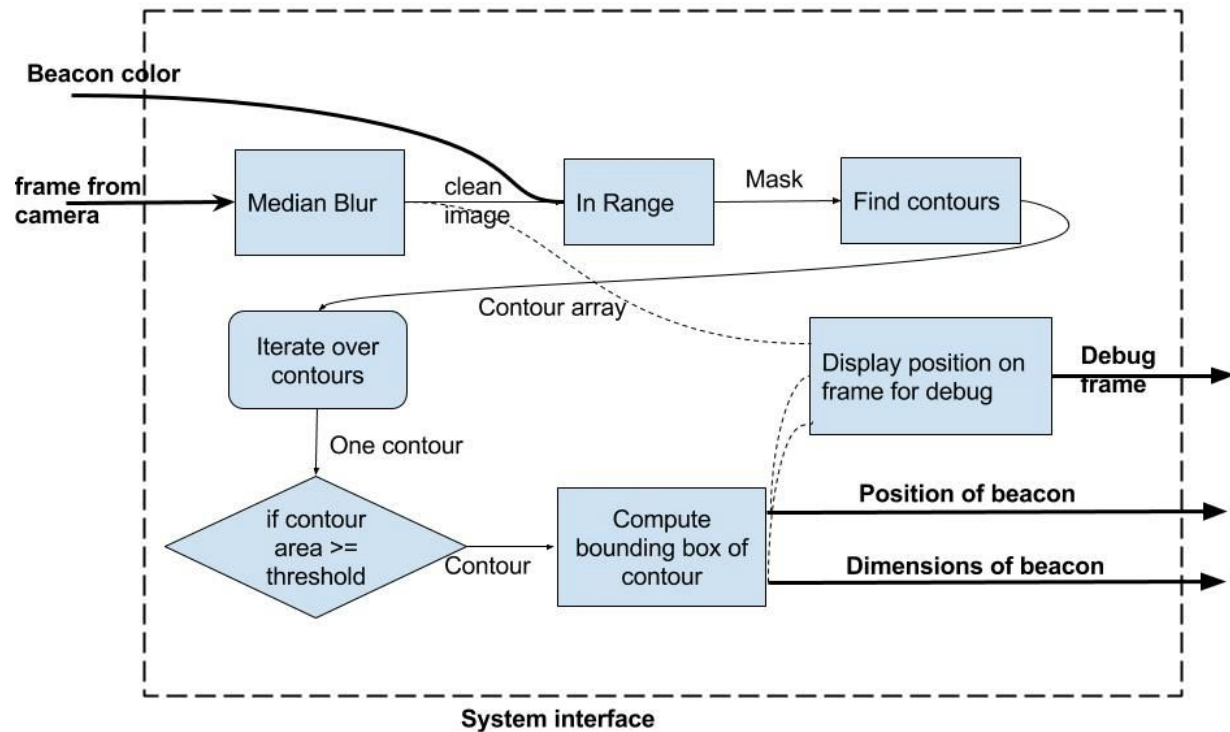 Beacon color
frame from
camera
Median Blur
clean
image
In Range
Mask
Find contours
Contour array
Iterate over
contours
Display position on
frame for debug
Debug
frame
One contour
if contour
area >=
threshold
Contour
Compute
bounding box of
contour
Position of beacon
Dimensions of beacon
System interface